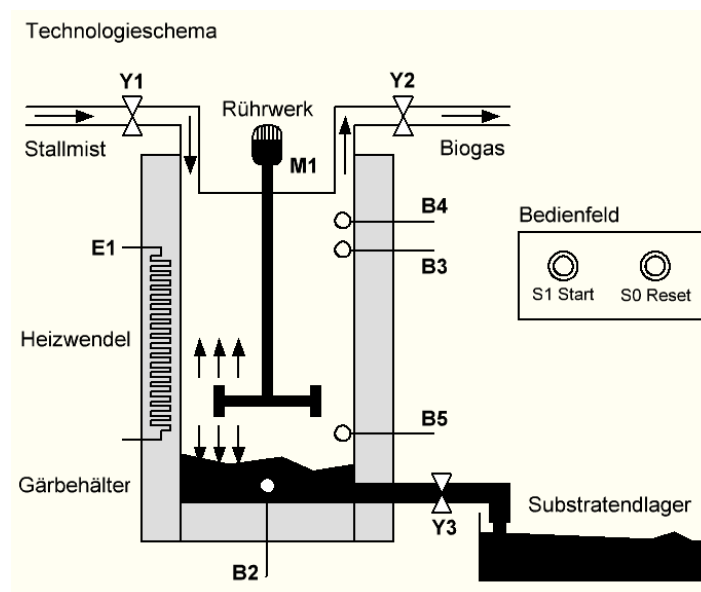 Technologieschema
Y1
Y2
Rührwerk
Stallmist
M1
Biogas
B4
Bedienfeld
E1
B3
S1 Start
S0 Reset
Heizwendel
B5
Gärbehälter
Substratendlager
Y3
B2